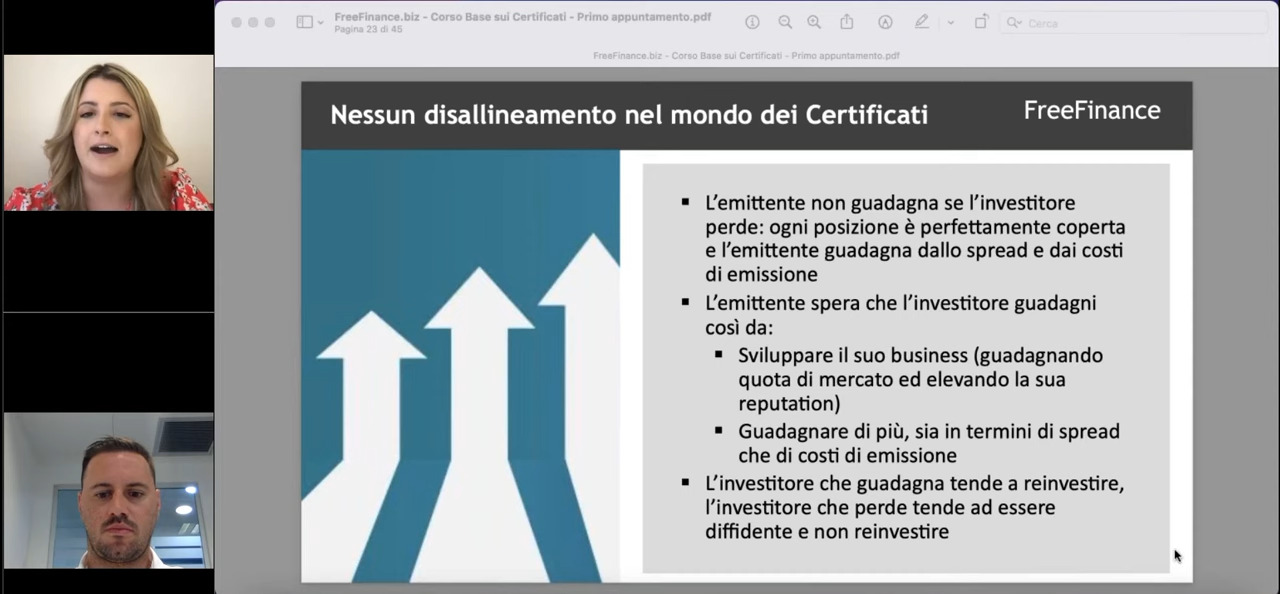 FreeFinance.biz - Corso Base sui Certificati - Primo appuntamento.pdf
Pagina 23 di 45
Cerca
FreeFinance.biz - Corso Base sui Certificati - Primo appuntamento.pdf
Nessun disallineamento nel mondo dei Certificati
FreeFinance
▪ L'emittente non guadagna se l'investitore
perde: ogni posizione è perfettamente coperta
e l'emittente guadagna dallo spread e dai costi
di emissione
▪ L'emittente spera che l'investitore guadagni
così da:
▪ Sviluppare il suo business (guadagnando
quota di mercato ed elevando la sua
reputation)
▪ Guadagnare di più, sia in termini di spread
che di costi di emissione
▪ L'investitore che guadagna tende a reinvestire,
l'investitore che perde tende ad essere
diffidente e non reinvestire